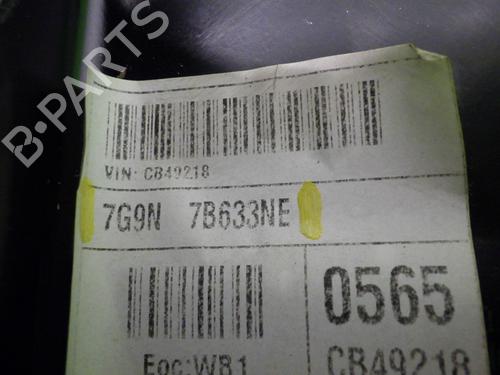 B-PARTS
VIN: CB49218
7G9N 7B633NE
0565
Eoc:WB1
CB49218